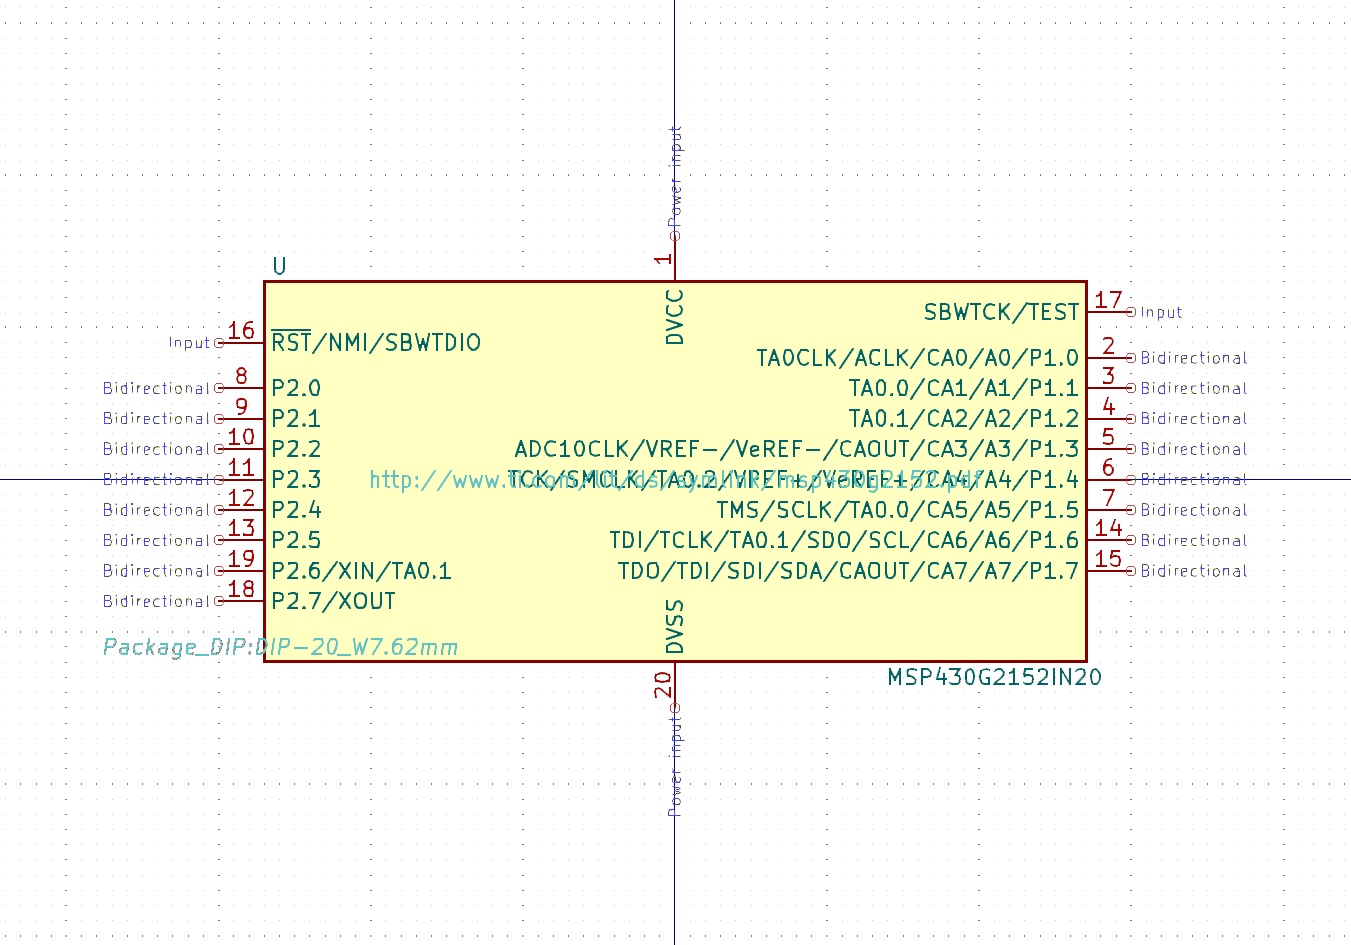 Power input
1
U
DVCC
17 Input
SBWTCK/TEST
Input 16
RST/NMI/SBWTDIO
2 Bidirectional
TA0CLK/ACLK/CA0/A0/P1.0
Bidirectional 8 P2.0
TA0.0/CA1/A1/P1.1 3 Bidirectional
Bidirectional 9 P2.1
TA0.1/CA2/A2/P1.2 4 Bidirectional
Bidirectional 10 P2.2
ADC10CLK/VREF-/VeREF-/CAOUT/CA3/A3/P1.3 5 Bidirectional
Bidirectional 11 P2.3
http://www.ti.com/lit/ds/symlink/msp430g2152.pdf
TCK/SMCLK/TA0.2/VREF+/VeREF+/CA4/A4/P1.4 6 Bidirectional
Bidirectional 12 P2.4
TMS/SCLK/TA0.0/CA5/A5/P1.5 7 Bidirectional
Bidirectional 13 P2.5
TDI/TCLK/TA0.1/SDO/SCL/CA6/A6/P1.6 14 Bidirectional
Bidirectional 19 P2.6/XIN/TA0.1
TDO/TDI/SDI/SDA/CAOUT/CA7/A7/P1.7 15 Bidirectional
Bidirectional 18 P2.7/XOUT
DVSS
Package_DIP:DIP-20_W7.62mm
MSP430G2152IN20
20
Power input